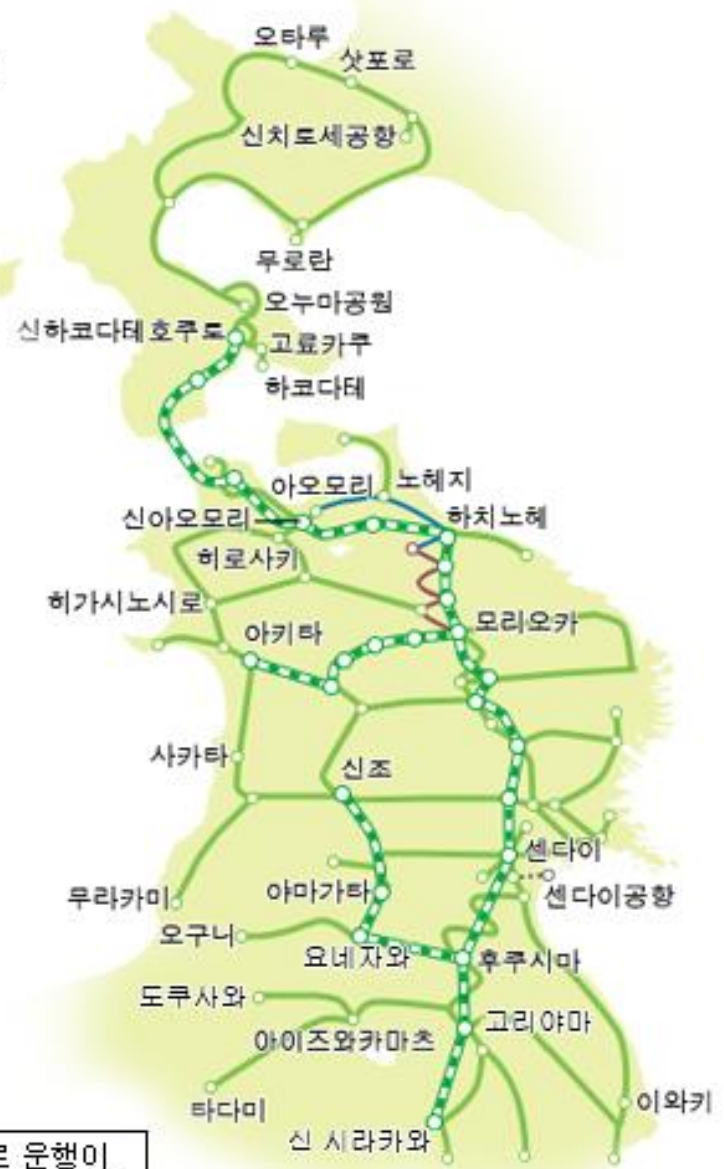 오타루
삿포로
신치토세공항
무로란
오누마공원
신하코다테호쿠토
고료카쿠
하코다테
아오모리
노헤지
신아오모리
하치노헤
히로사키
히가시노시로
아키타
모리오카
사카타
신조
센다이
무라카미
야마가타
센다이공항
오구니
요네자와
후쿠시마
도쿠사와
고리야마
아이즈와카마츠
타다미
이와키
신 시라카와
로 운행이